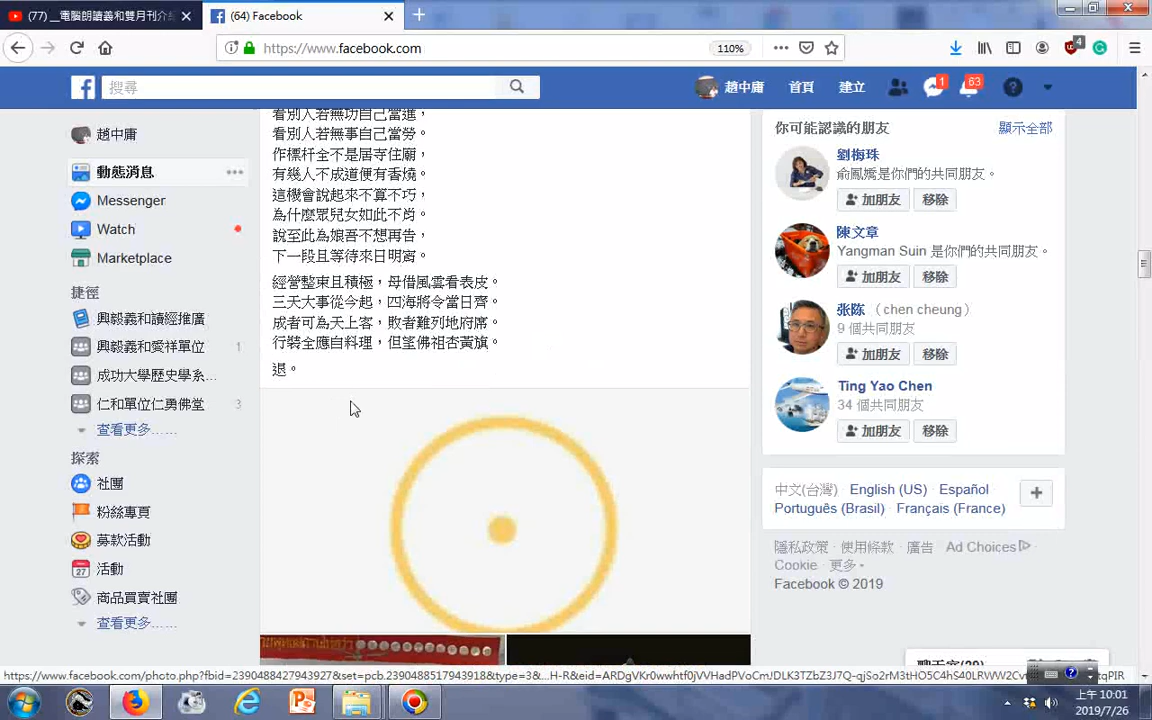 (77) __電腦朗讀義和雙月刊介紹
(64) Facebook
https://www.facebook.com
110%
4
搜尋
趙中庸
首頁
建立
1
63
趙中庸
動態消息
Messenger
Watch
Marketplace
捷徑
興毅義和讀經推廣
興毅義和愛祥單位
1
成功大學歷史學系…
仁和單位仁勇佛堂
3
查看更多……
探索
社團
粉絲專頁
募款活動
27
活動
商品買賣社團
查看更多……
看別人若無功自己當進，
看別人若無事自己當勞。
作標杆全不是居寺住廟，
有幾人不成道便有香燒。
這機會說起來不算不巧，
為什麼眾兒女如此不肖。
說至此為娘吾不想再告，
下一段且等待來日明宵。
經營整束且積極，母借風雲看表皮。
三天大事從今起，四海將令當日齊。
成者可為天上客，敗者難列地府席。
行裝全應自料理，但望佛祖杏黃旗。
退。
你可能認識的朋友
顯示全部
劉梅珠
俞鳳嬌是你們的共同朋友。
加朋友
移除
陳文章
Yangman Suin 是你們的共同朋友。
加朋友
移除
张陈 （chen cheung）
9 個共同朋友
加朋友
移除
Ting Yao Chen
34 個共同朋友
加朋友
移除
中文(台灣) · English (US) · Español ·
Português (Brasil) · Français (France)
隱私政策 · 使用條款 · 廣告 · Ad Choices ·
Cookie · 更多
Facebook © 2019
上午 10:01
2019/7/26